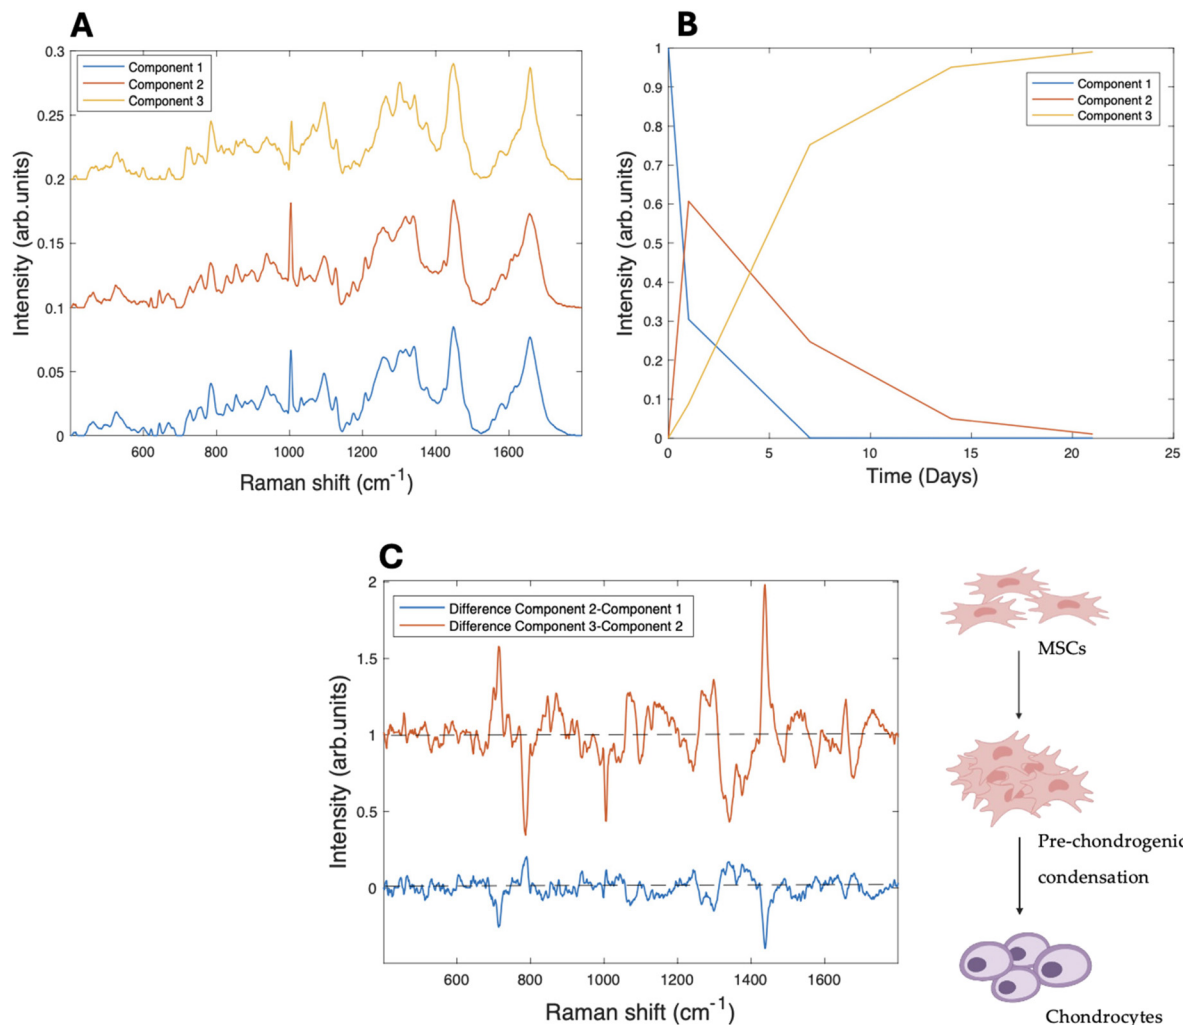 A
Component 1
Component 2
Component 3
0.3
0.25
0.2
0.15
0.1
0.05
0
Intensity (arb.units)
600 800 1000 1200 1400 1600
Raman shift (cm-1)
B
Component 1
Component 2
Component 3
1
0.9
0.8
0.7
0.6
0.5
0.4
0.3
0.2
0.1
0
Intensity (arb.units)
0 5 10 15 20 25
Time (Days)
C
Difference Component 2-Component 1
Difference Component 3-Component 2
2
1.5
1
0.5
0
Intensity (arb.units)
600 800 1000 1200 1400 1600
Raman shift (cm-1)
MSCs
Pre-chondrogenic
condensation
Chondrocytes